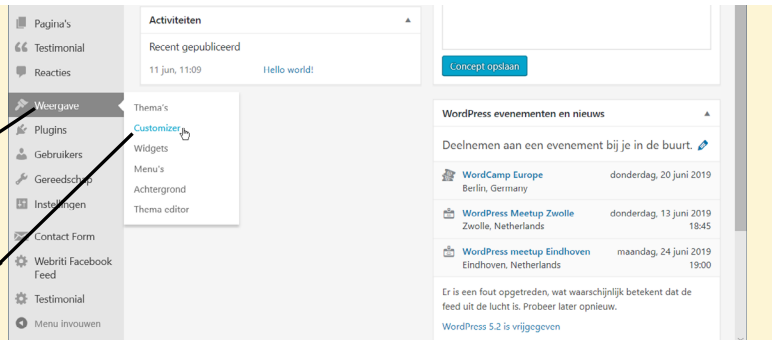 Pagina's
Testimonial
Reacties
Weergave
Plugins
Gebruikers
Gereedschap
Instellingen
Contact Form
Webriti Facebook
Feed
Testimonial
Menu invouwen
Thema's
Customizer
Widgets
Menu's
Achtergrond
Thema editor
Activiteiten
Recent gepubliceerd
11 jun, 11:09 Hello world!
Concept opslaan
WordPress evenementen en nieuws
Deelnemen aan een evenement bij je in de buurt.
WordCamp Europe donderdag, 20 juni 2019
Berlin, Germany
WordPress Meetup Zwolle donderdag, 13 juni 2019
Zwolle, Netherlands 18:45
WordPress meetup Eindhoven maandag, 24 juni 2019
Eindhoven, Netherlands 19:00
Er is een fout opgetreden, wat waarschijnlijk betekent dat de
feed uit de lucht is. Probeer later opnieuw.
WordPress 5.2 is vrijgegeven